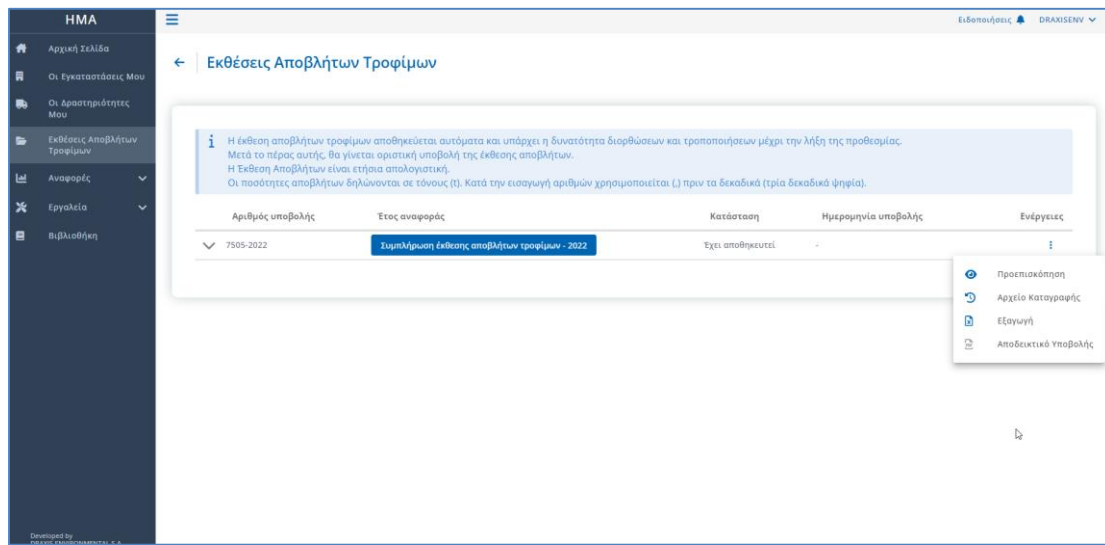 ΗΜΑ
Ειδοποιήσεις
DRAXISENV
Αρχική Σελίδα
Οι Εγκαταστάσεις Μου
Οι Δραστηριότητες
Μου
Εκθέσεις Αποβλήτων
Τροφίμων
Αναφορές
Εργαλεία
Βιβλιοθήκη
Developed by
DRAXIS ENVIRONMENTAL S.A.
Εκθέσεις Αποβλήτων Τροφίμων
Η έκθεση αποβλήτων τροφίμων αποθηκεύεται αυτόματα και υπάρχει η δυνατότητα διορθώσεων και τροποποιήσεων μέχρι την λήξη της προθεσμίας.
Μετά το πέρας αυτής, θα γίνεται οριστική υποβολή της έκθεσης αποβλήτων.
Η Έκθεση Αποβλήτων είναι ετήσια απολογιστική.
Οι ποσότητες αποβλήτων δηλώνονται σε τόνους (t). Κατά την εισαγωγή αριθμών χρησιμοποιείται (,) πριν τα δεκαδικά (τρία δεκαδικά ψηφία).
Αριθμός υποβολής Έτος αναφοράς Κατάσταση Ημερομηνία υποβολής Ενέργειες
7505-2022 Συμπλήρωση έκθεσης αποβλήτων τροφίμων - 2022 Έχει αποθηκευτεί -
Προεπισκόπηση
Αρχείο Καταγραφής
Εξαγωγή
Αποδεικτικό Υποβολής